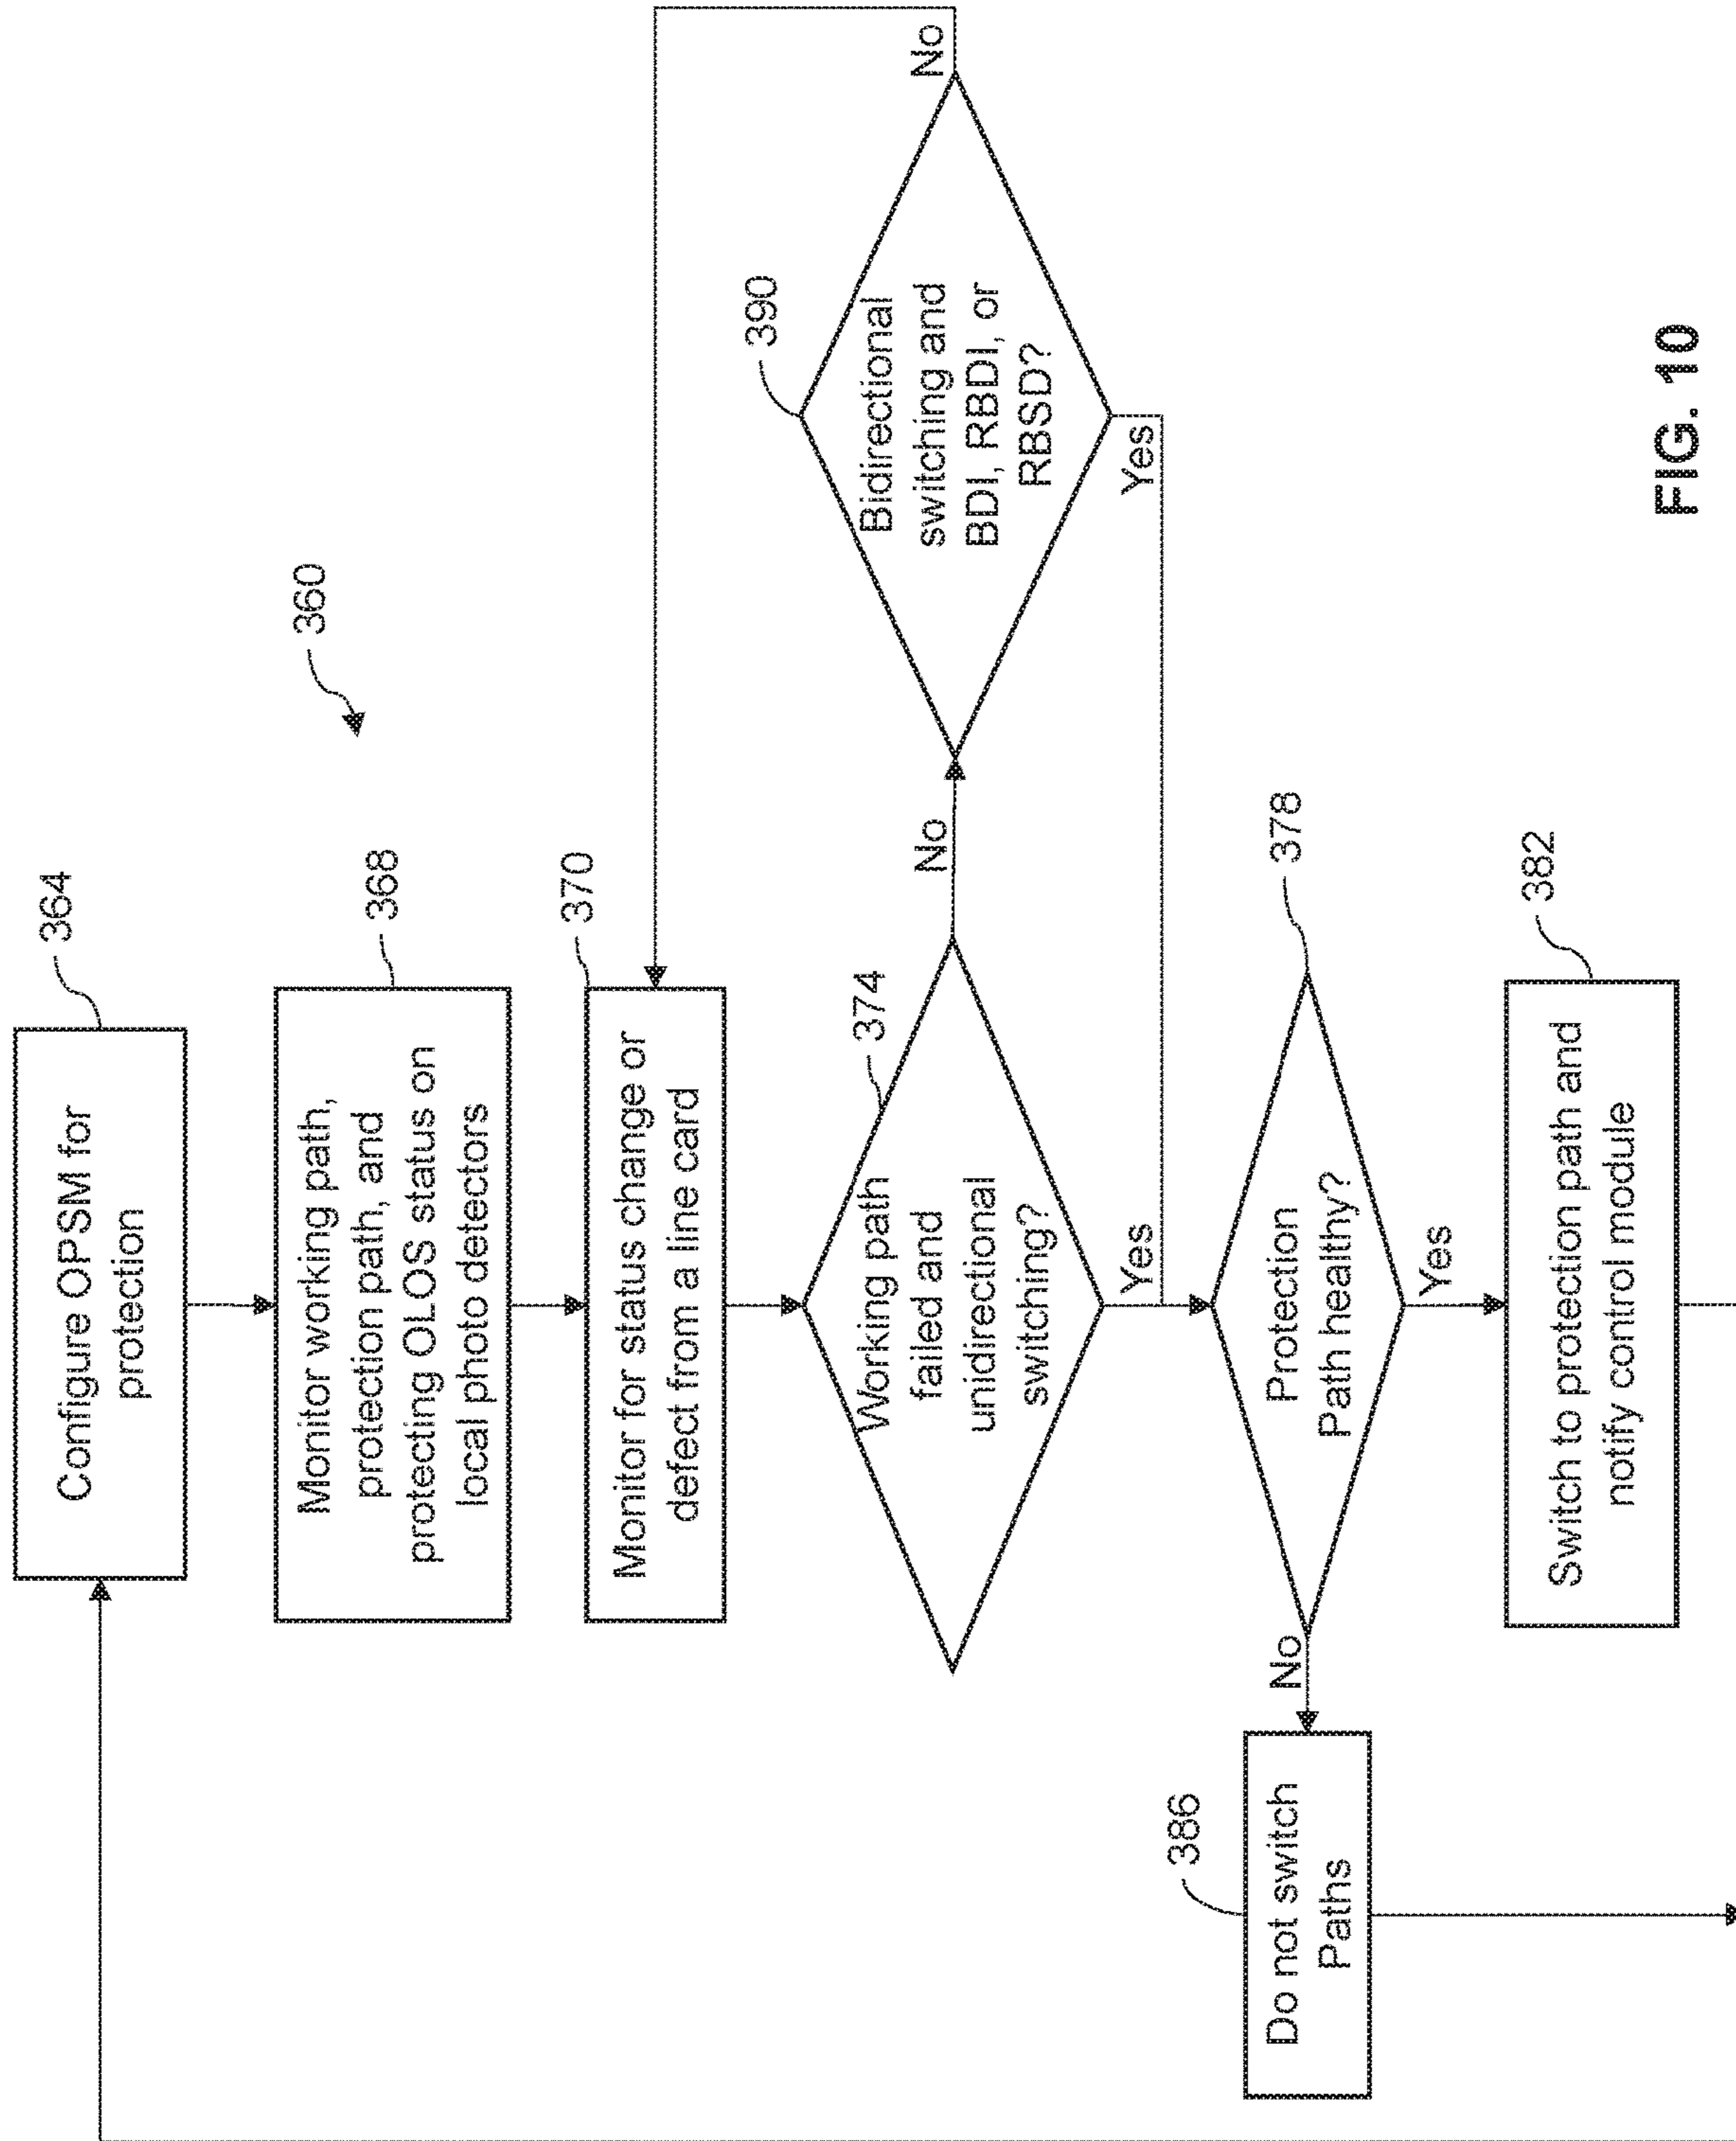 364
Configure OPSM for
protection
360
368
Monitor working path,
protection path, and
protecting OLOS status on
local photo detectors
370
Monitor for status change or
defect from a line card
374
Working path
failed and
unidirectional
switching?
No
Yes
390
Bidirectional
switching and
BDI, RBDI, or
RBSD?
No
Yes
378
Protection
Path healthy?
No
Yes
386
Do not switch
Paths
382
Switch to protection path and
notify control module
FIG. 10